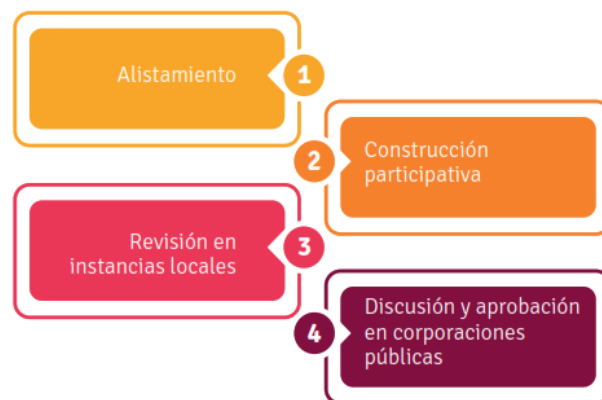 Alistamiento
1
2
Construcción
participativa
Revisión en
instancias locales
3
4
Discusión y aprobación
en corporaciones
públicas